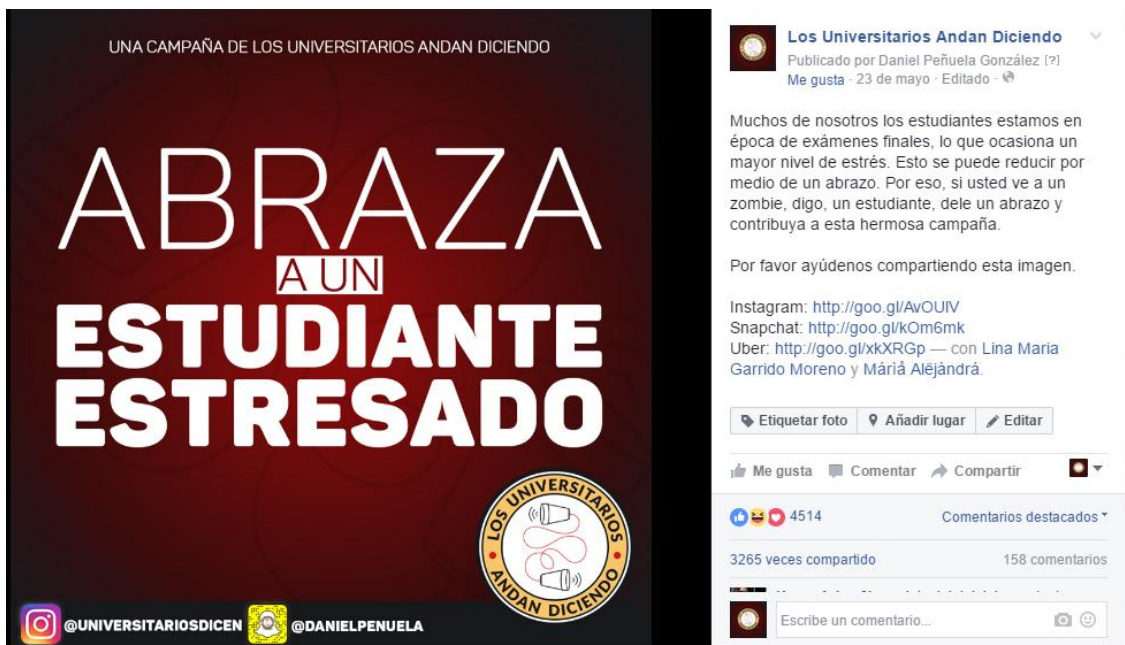 UNA CAMPAÑA DE LOS UNIVERSITARIOS ANDAN DICIENDO
ABRAZA
A UN
ESTUDIANTE
ESTRESADO
LOS UNIVERSITARIOS
ANDAN DICIENDO
@UNIVERSITARIOSDICEN
@DANIELPENUELA
Los Universitarios Andan Diciendo
Publicado por Daniel Peñuela González [?]
Me gusta · 23 de mayo · Editado ·
Muchos de nosotros los estudiantes estamos en
época de exámenes finales, lo que ocasiona un
mayor nivel de estrés. Esto se puede reducir por
medio de un abrazo. Por eso, si usted ve a un
zombie, digo, un estudiante, dele un abrazo y
contribuya a esta hermosa campaña.
Por favor ayúdenos compartiendo esta imagen.
Instagram: http://goo.gl/AvOUIV
Snapchat: http://goo.gl/kOm6mk
Uber: http://goo.gl/xkXRGp — con Lina Maria
Garrido Moreno y Márìå Alëjàndrá.
Etiquetar foto
Añadir lugar
Editar
Me gusta
Comentar
Compartir
4514
Comentarios destacados
3265 veces compartido
158 comentarios
Escribe un comentario...